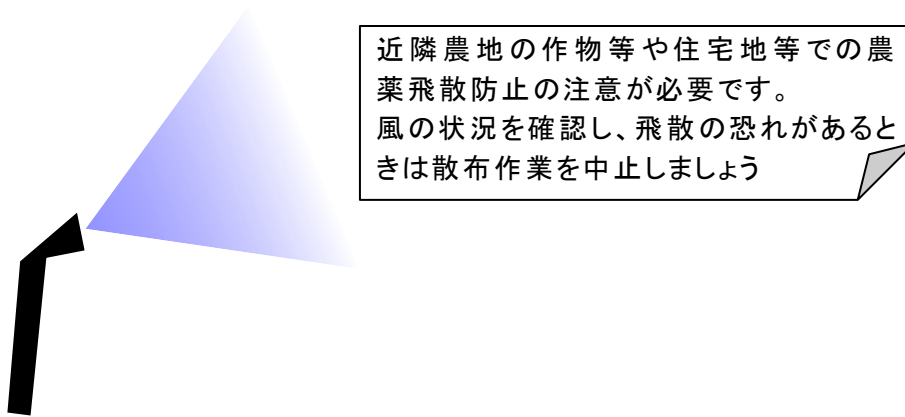 近隣農地の作物等や住宅地等での農
薬飛散防止の注意が必要です。
風の状況を確認し、飛散の恐れがあると
きは散布作業を中止しましょう